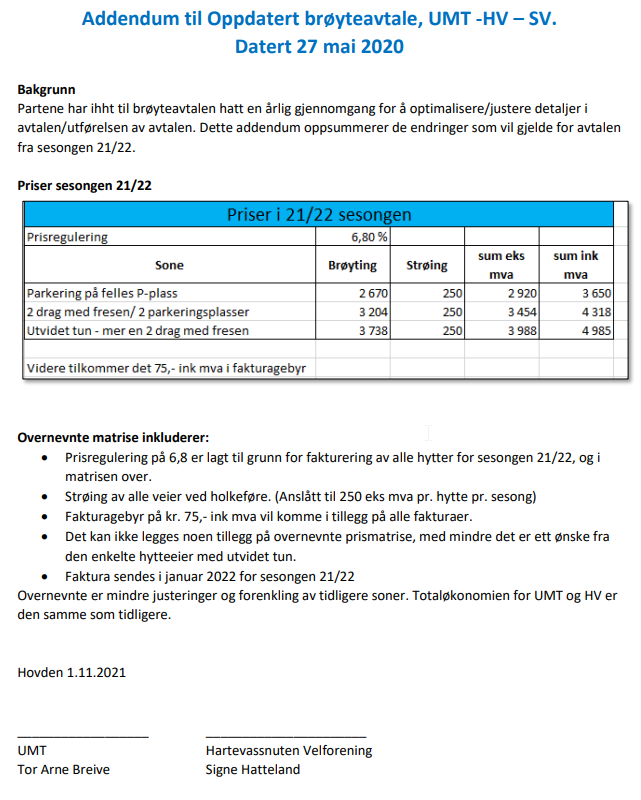 Addendum til Oppdatert brøyteavtale, UMT -HV – SV.
Datert 27 mai 2020
Bakgrunn
Partene har ihht til brøyteavtalen hatt en årlig gjennomgang for å optimalisere/justere detaljer i
avtalen/utførelsen av avtalen. Dette addendum oppsummerer de endringer som vil gjelde for avtalen
fra sesongen 21/22.
Priser sesongen 21/22
Priser i 21/22 sesongen
Prisregulering 6,80 %
Sone Brøyting Strøing sum eks mva sum ink mva
Parkering på felles P-plass 2 670 250 2 920 3 650
2 drag med fresen/ 2 parkeringsplasser 3 204 250 3 454 4 318
Utvidet tun - mer en 2 drag med fresen 3 738 250 3 988 4 985
Videre tilkommer det 75,- ink mva i fakturagebyr
Overnevnte matrise inkluderer:
• Prisregulering på 6,8 er lagt til grunn for fakturering av alle hytter for sesongen 21/22, og i
matrisen over.
• Strøing av alle veier ved holkeføre. (Anslått til 250 eks mva pr. hytte pr. sesong)
• Fakturagebyr på kr. 75,- ink mva vil komme i tillegg på alle fakturaer.
• Det kan ikke legges noen tillegg på overnevnte prismatrise, med mindre det er ett ønske fra
den enkelte hytteeier med utvidet tun.
• Faktura sendes i januar 2022 for sesongen 21/22
Overnevnte er mindre justeringer og forenkling av tidligere soner. Totaløkonomien for UMT og HV er
den samme som tidligere.
Hovden 1.11.2021
UMT Hartevassnuten Velforening
Tor Arne Breive Signe Hatteland